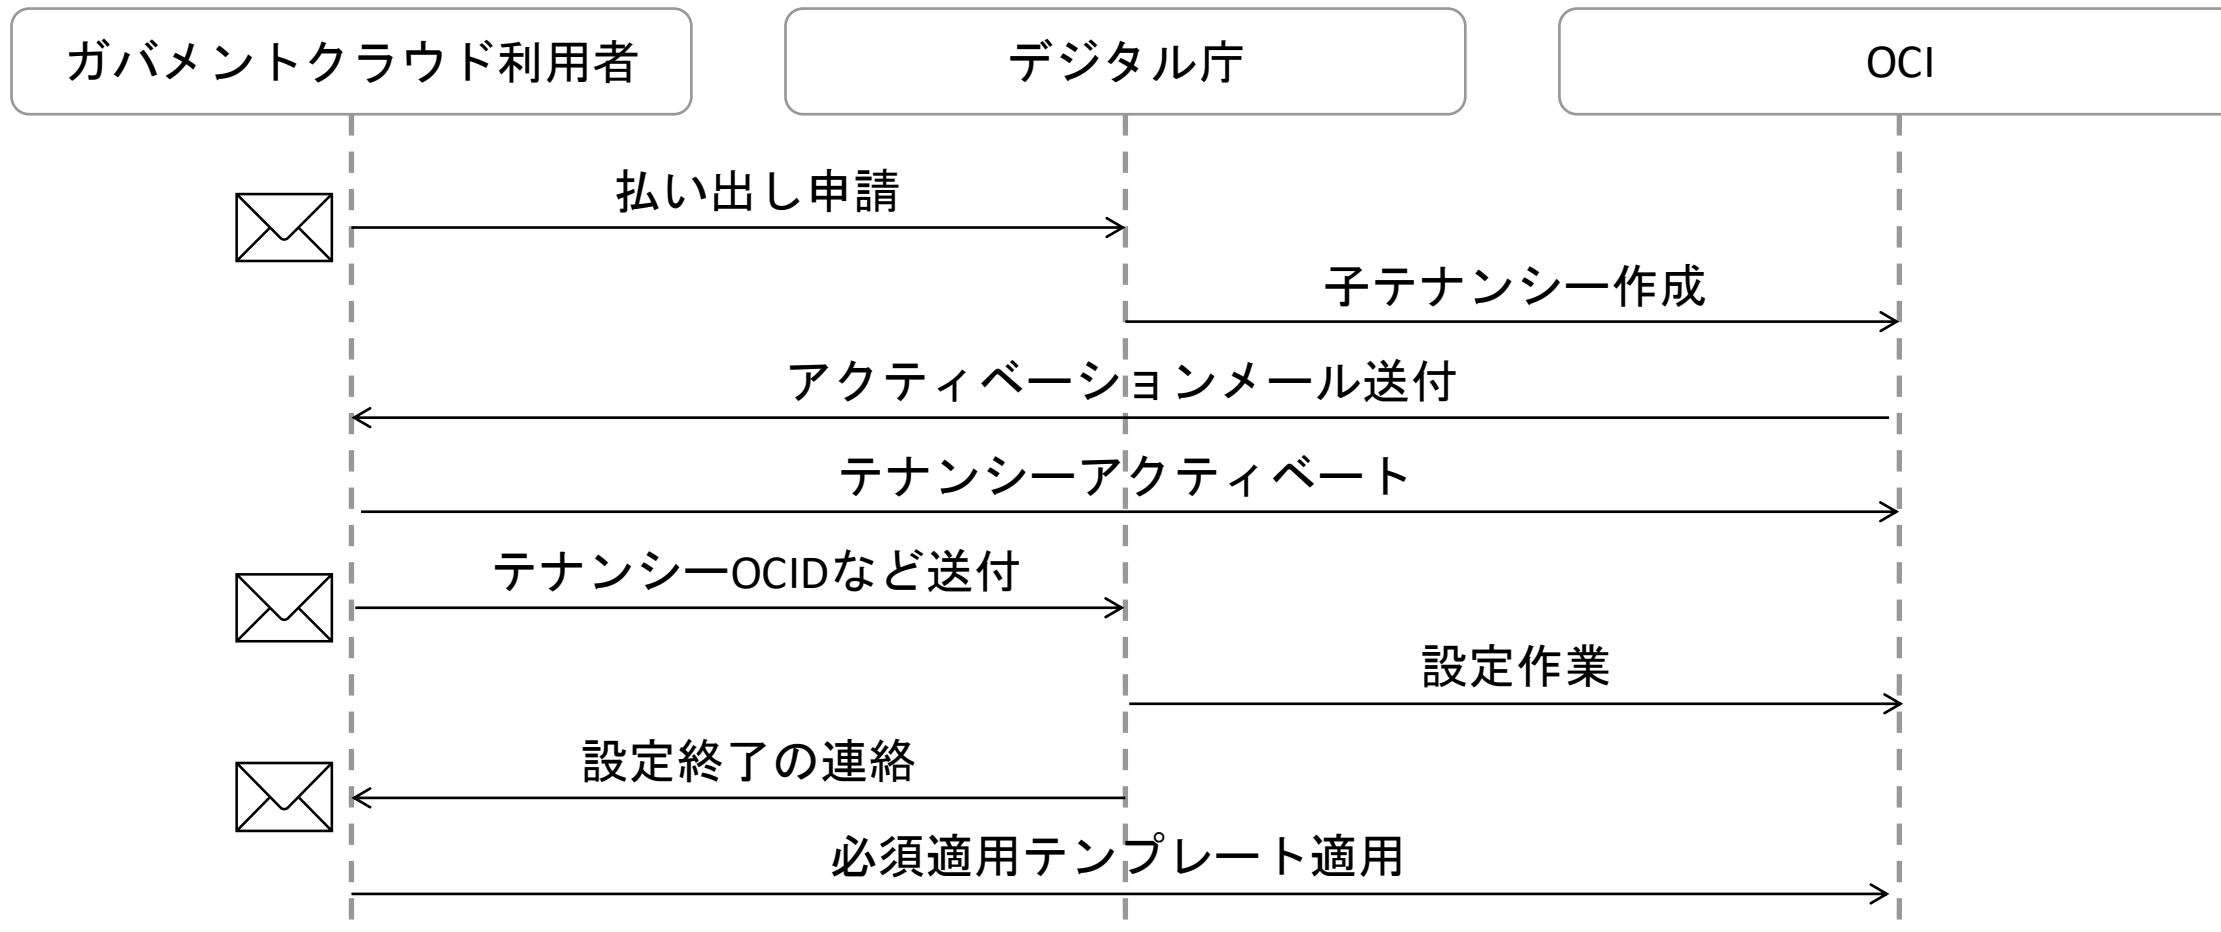 ガバメントクラウド利用者
デジタル庁
OCI
払い出し申請
子テナンシー作成
アクティベーションメール送付
テナンシーアクティベート
テナンシーOCIDなど送付
設定作業
設定終了の連絡
必須適用テンプレート適用